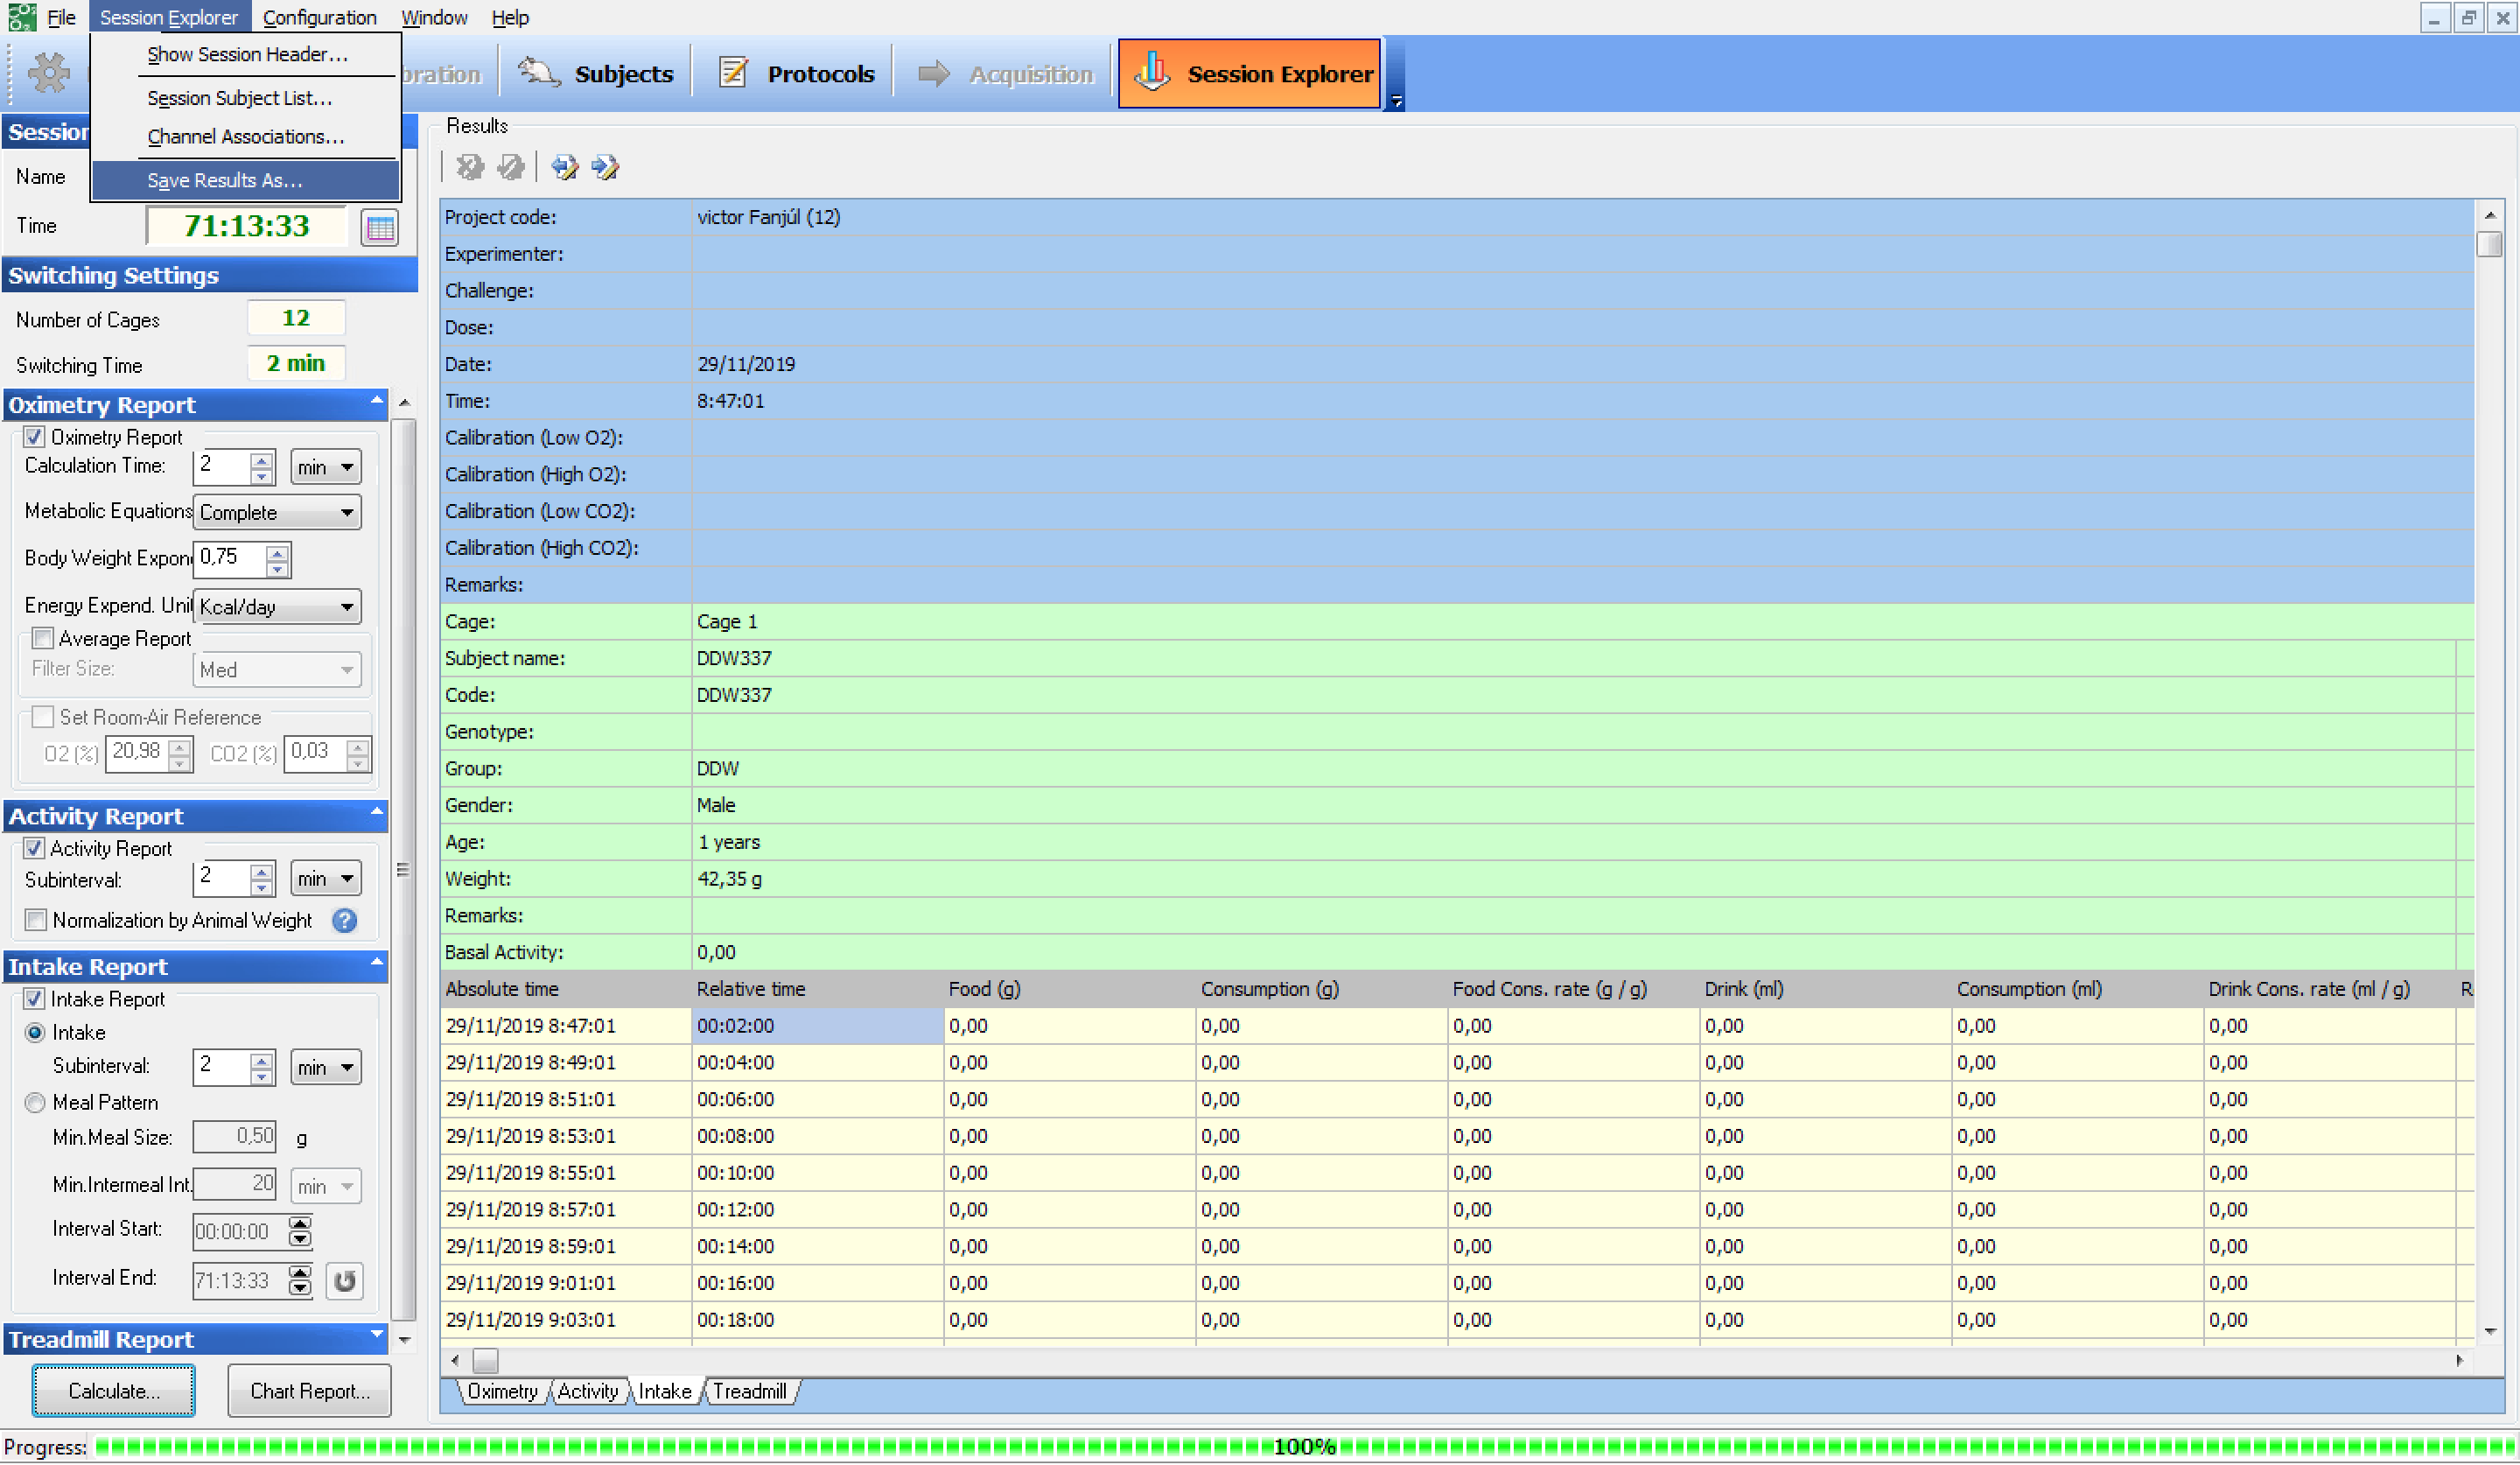 File Session Explorer Configuration Window Help
Show Session Header...
Session Subject List...
Channel Associations...
Save Results As...
bration Subjects Protocols Acquisition Session Explorer
Session
Name
Time 71:13:33
Switching Settings
Number of Cages 12
Switching Time 2 min
Oximetry Report
Oximetry Report
Calculation Time: 2 min
Metabolic Equations Complete
Body Weight Expon 0,75
Energy Expend. Unit Kcal/day
Average Report
Filter Size: Med
Set Room-Air Reference
O2 (%) 20,98 CO2 (%) 0,03
Activity Report
Activity Report
Subinterval: 2 min
Normalization by Animal Weight ?
Intake Report
Intake Report
Intake
Subinterval: 2 min
Meal Pattern
Min.Meal Size: 0,50 g
Min.Intermeal Int. 20 min
Interval Start: 00:00:00
Interval End: 71:13:33
Treadmill Report
Calculate... Chart Report...
Results
Project code: victor Fanjúl (12)
Experimenter:
Challenge:
Dose:
Date: 29/11/2019
Time: 8:47:01
Calibration (Low O2):
Calibration (High O2):
Calibration (Low CO2):
Calibration (High CO2):
Remarks:
Cage: Cage 1
Subject name: DDW337
Code: DDW337
Genotype:
Group: DDW
Gender: Male
Age: 1 years
Weight: 42,35 g
Remarks:
Basal Activity: 0,00
Absolute time Relative time Food (g) Consumption (g) Food Cons. rate (g / g) Drink (ml) Consumption (ml) Drink Cons. rate (ml / g) R
29/11/2019 8:47:01 00:02:00 0,00 0,00 0,00 0,00 0,00 0,00
29/11/2019 8:49:01 00:04:00 0,00 0,00 0,00 0,00 0,00 0,00
29/11/2019 8:51:01 00:06:00 0,00 0,00 0,00 0,00 0,00 0,00
29/11/2019 8:53:01 00:08:00 0,00 0,00 0,00 0,00 0,00 0,00
29/11/2019 8:55:01 00:10:00 0,00 0,00 0,00 0,00 0,00 0,00
29/11/2019 8:57:01 00:12:00 0,00 0,00 0,00 0,00 0,00 0,00
29/11/2019 8:59:01 00:14:00 0,00 0,00 0,00 0,00 0,00 0,00
29/11/2019 9:01:01 00:16:00 0,00 0,00 0,00 0,00 0,00 0,00
29/11/2019 9:03:01 00:18:00 0,00 0,00 0,00 0,00 0,00 0,00
Oximetry Activity Intake Treadmill
Progress: 100%